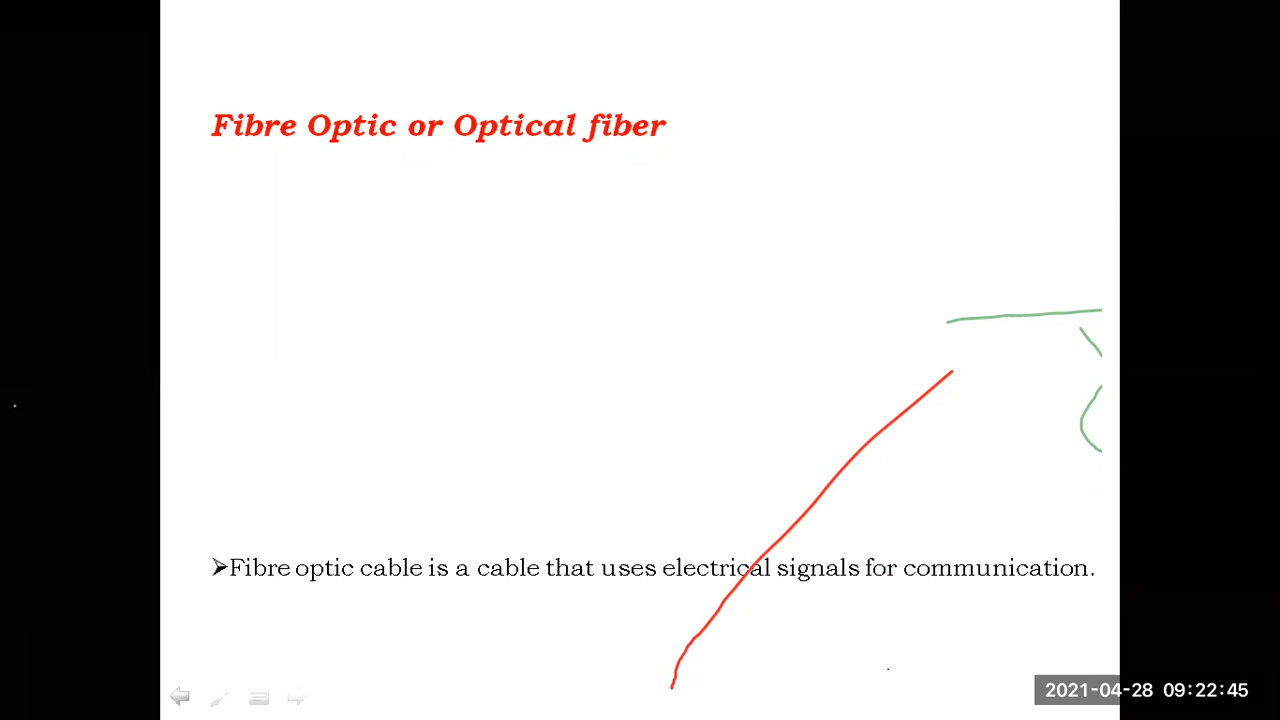 Fibre Optic or Optical fiber
➢Fibre optic cable is a cable that uses electrical signals for communication.
2021-04-28 09:22:45